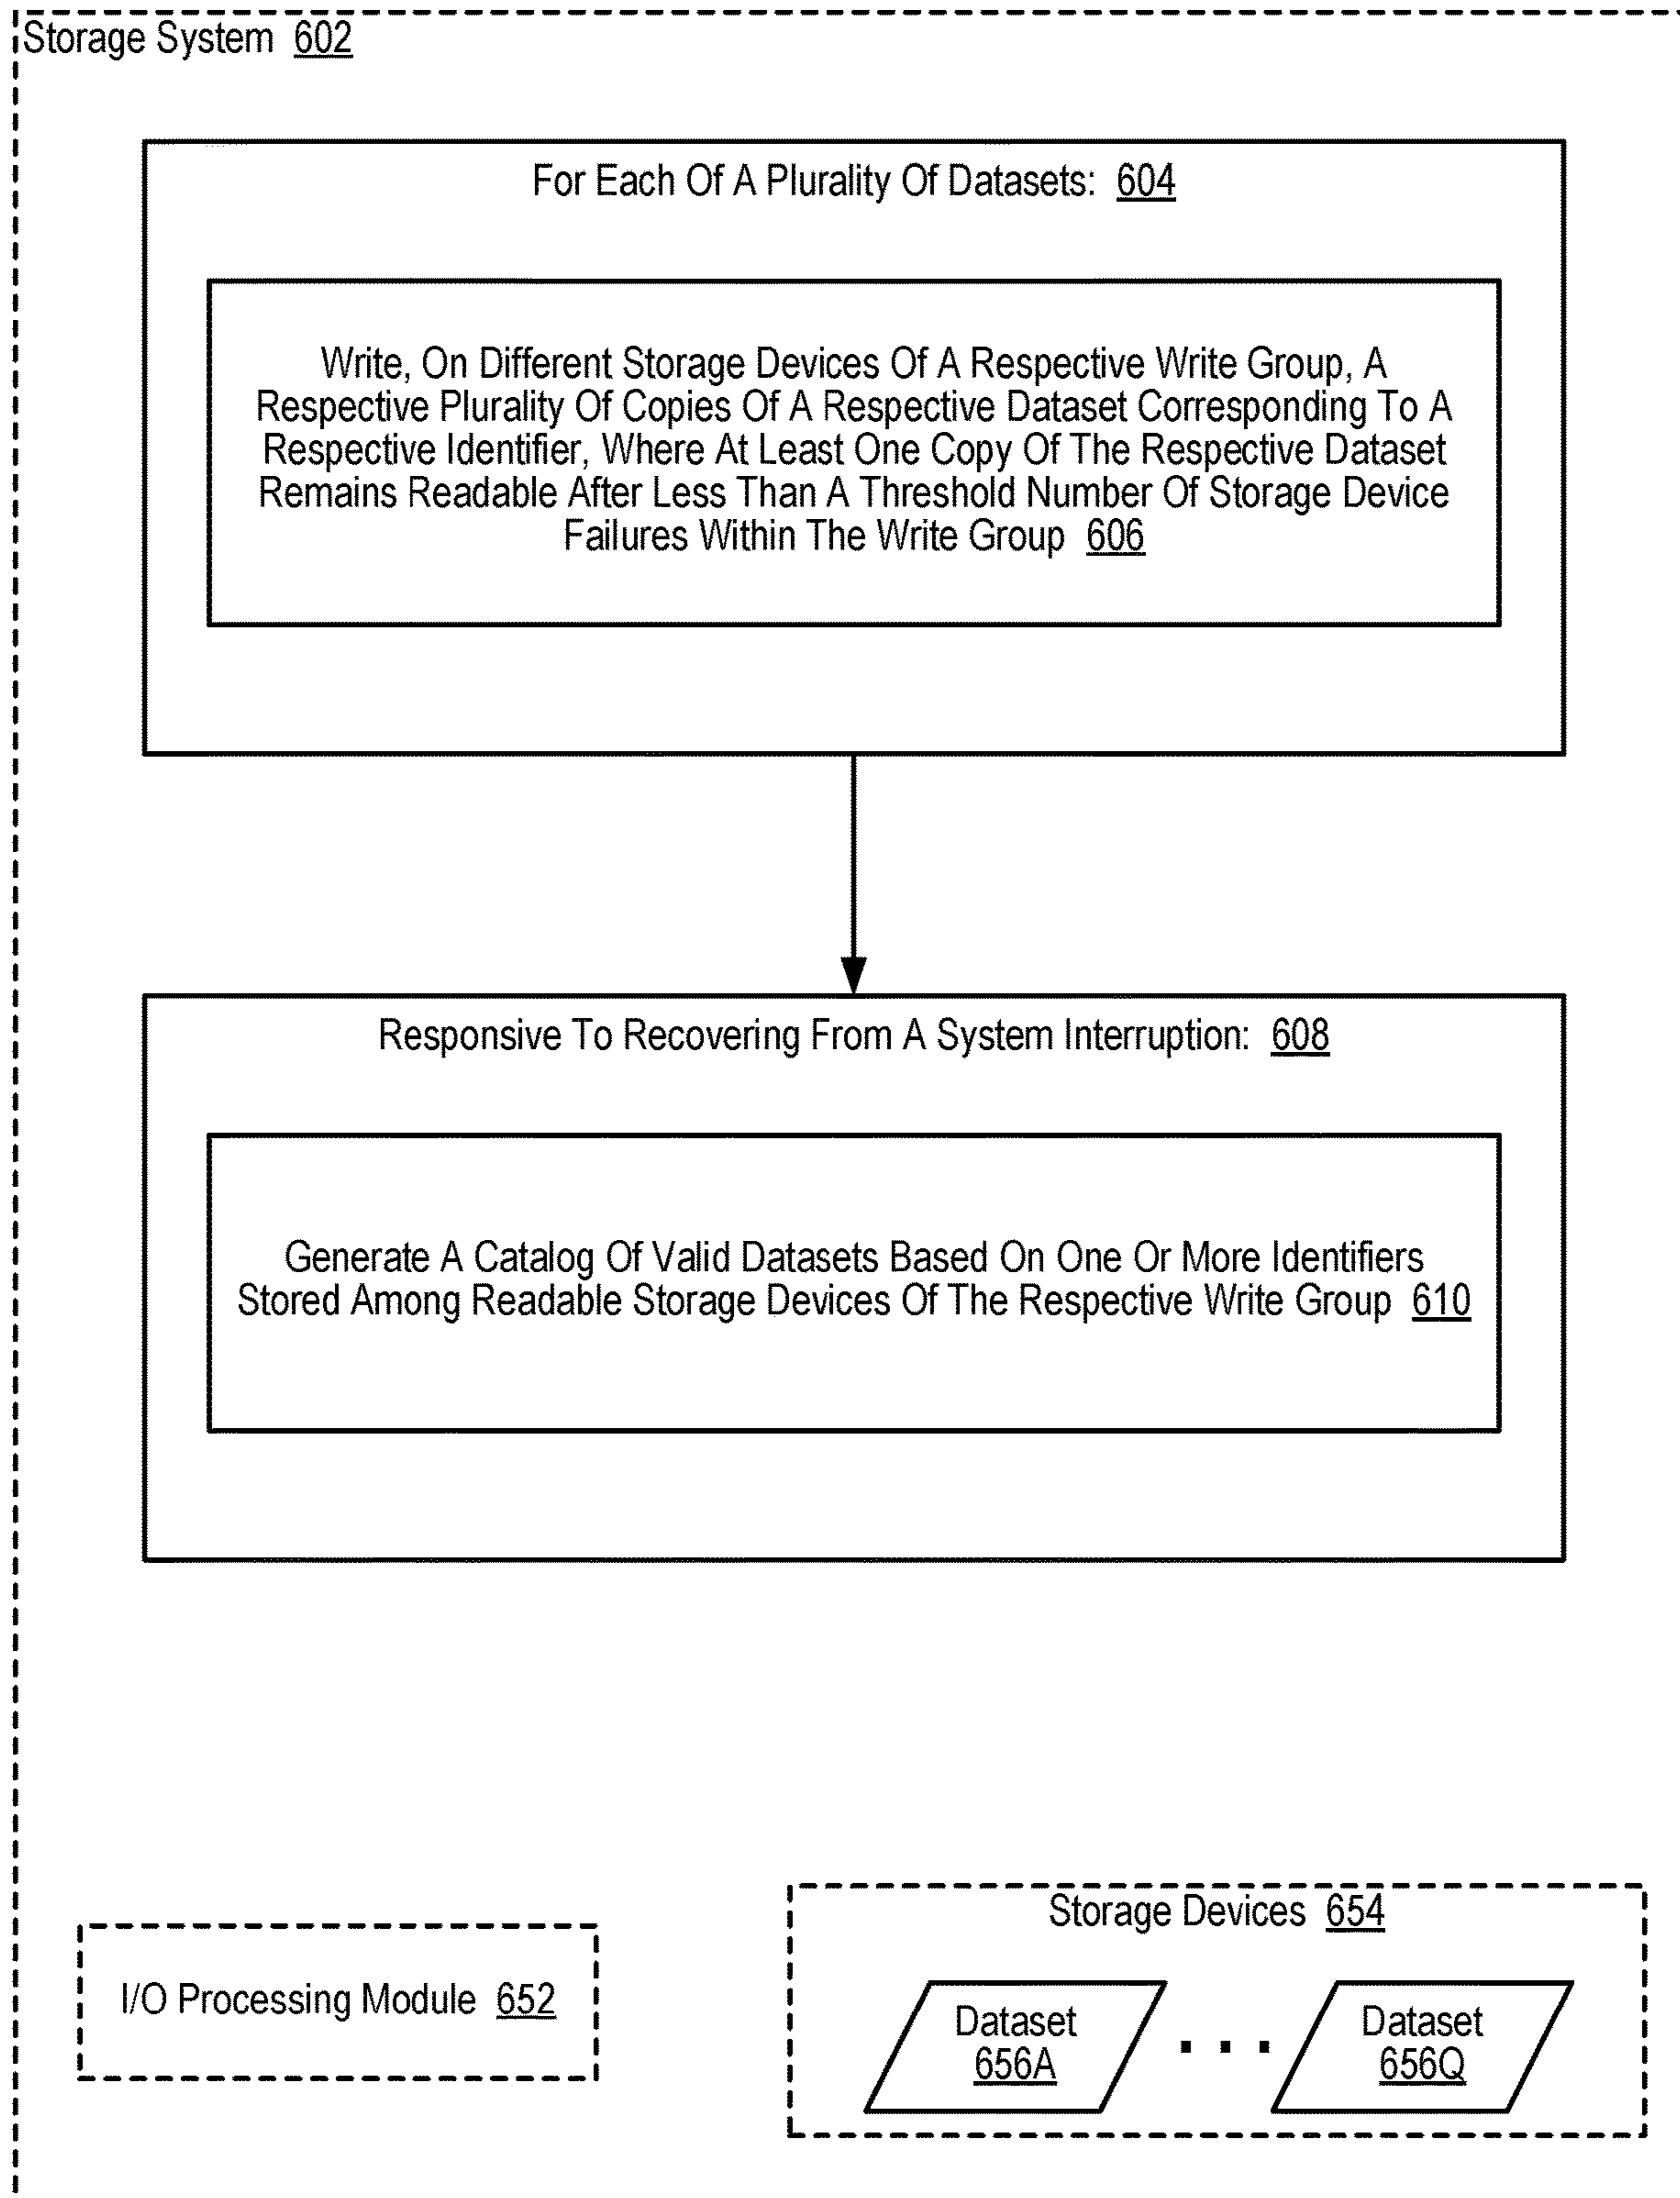 Storage System 602
For Each Of A Plurality Of Datasets: 604
Write, On Different Storage Devices Of A Respective Write Group, A
Respective Plurality Of Copies Of A Respective Dataset Corresponding To A
Respective Identifier, Where At Least One Copy Of The Respective Dataset
Remains Readable After Less Than A Threshold Number Of Storage Device
Failures Within The Write Group 606
Responsive To Recovering From A System Interruption: 608
Generate A Catalog Of Valid Datasets Based On One Or More Identifiers
Stored Among Readable Storage Devices Of The Respective Write Group 610
I/O Processing Module 652
Storage Devices 654
Dataset
656A
. . .
Dataset
656Q